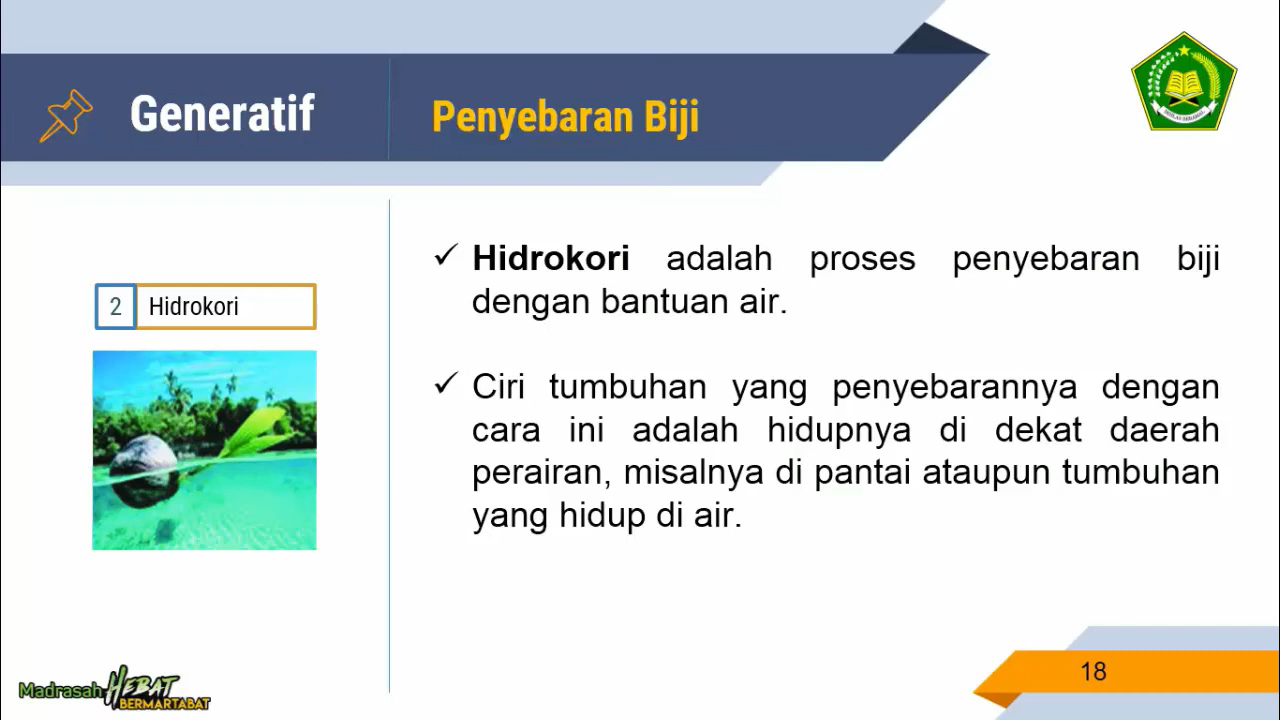 Generatif
Penyebaran Biji
2 Hidrokori
Hidrokori adalah proses penyebaran biji
dengan bantuan air.
Ciri tumbuhan yang penyebarannya dengan
cara ini adalah hidupnya di dekat daerah
perairan, misalnya di pantai ataupun tumbuhan
yang hidup di air.
Madrasah HEBAT
BERMARTABAT
18